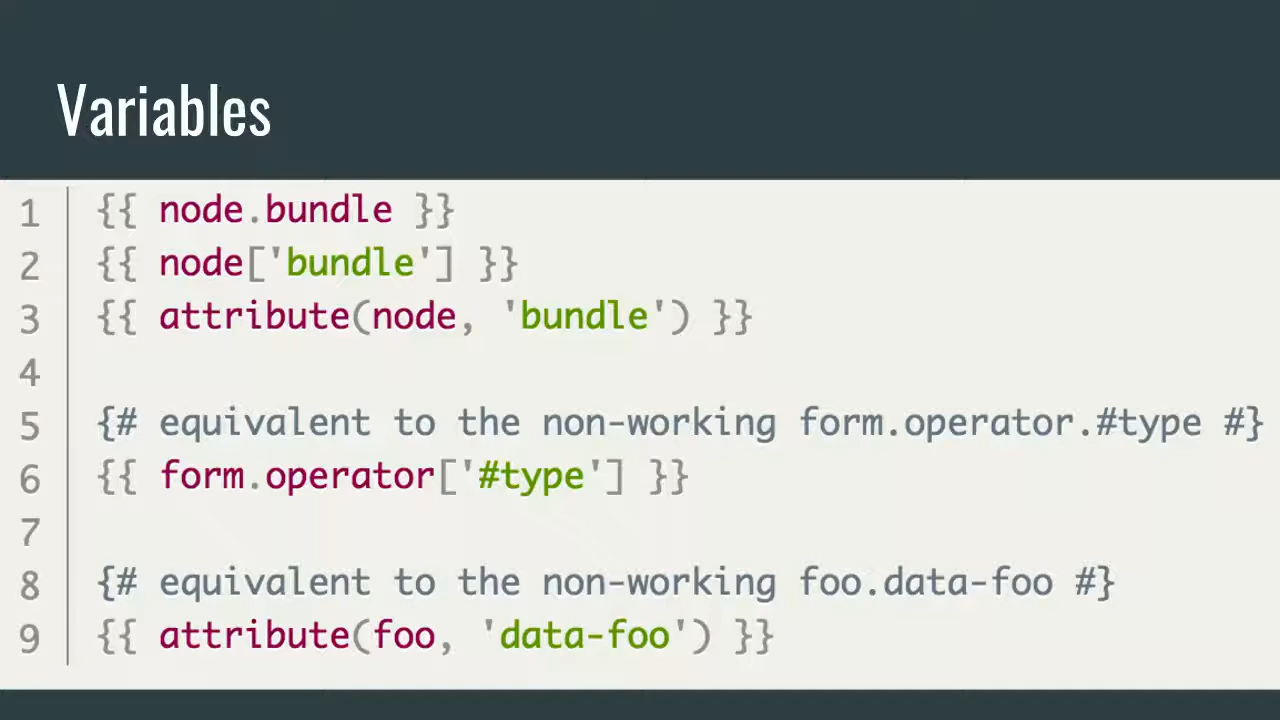 Variables
1 {{ node.bundle }}
2 {{ node['bundle'] }}
3 {{ attribute(node, 'bundle') }}
4
5 {# equivalent to the non-working form.operator.#type #}
6 {{ form.operator['#type'] }}
7
8 {# equivalent to the non-working foo.data-foo #}
9 {{ attribute(foo, 'data-foo') }}